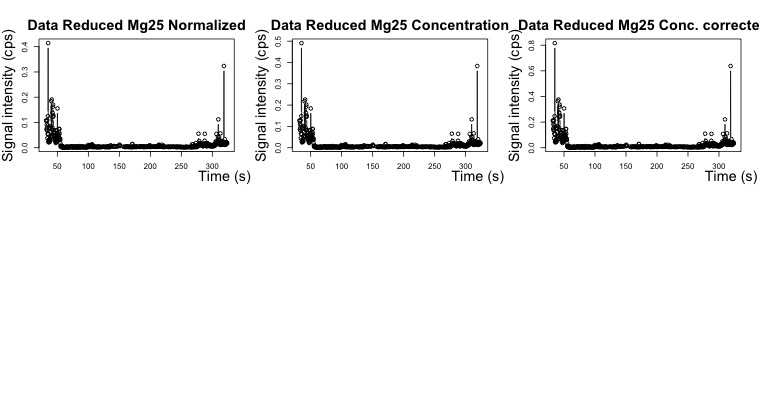 Data Reduced Mg25 Normalized
Signal intensity (cps)
0.0 0.1 0.2 0.3 0.4
50 100 150 200 250 300
Time (s)
Data Reduced Mg25 Concentration
Signal intensity (cps)
0.0 0.1 0.2 0.3 0.4 0.5
50 100 150 200 250 300
Time (s)
Data Reduced Mg25 Conc. correcte
Signal intensity (cps)
0.0 0.2 0.4 0.6 0.8
50 100 150 200 250 300
Time (s)